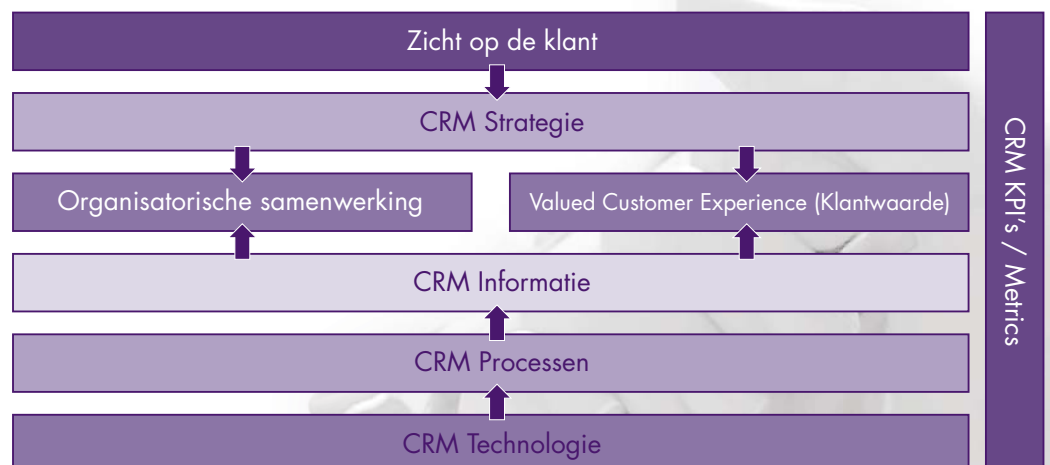 Zicht op de klant
CRM Strategie
Organisatorische samenwerking
Valued Customer Experience (Klantwaarde)
CRM Informatie
CRM Processen
CRM Technologie
CRM KPI's / Metrics